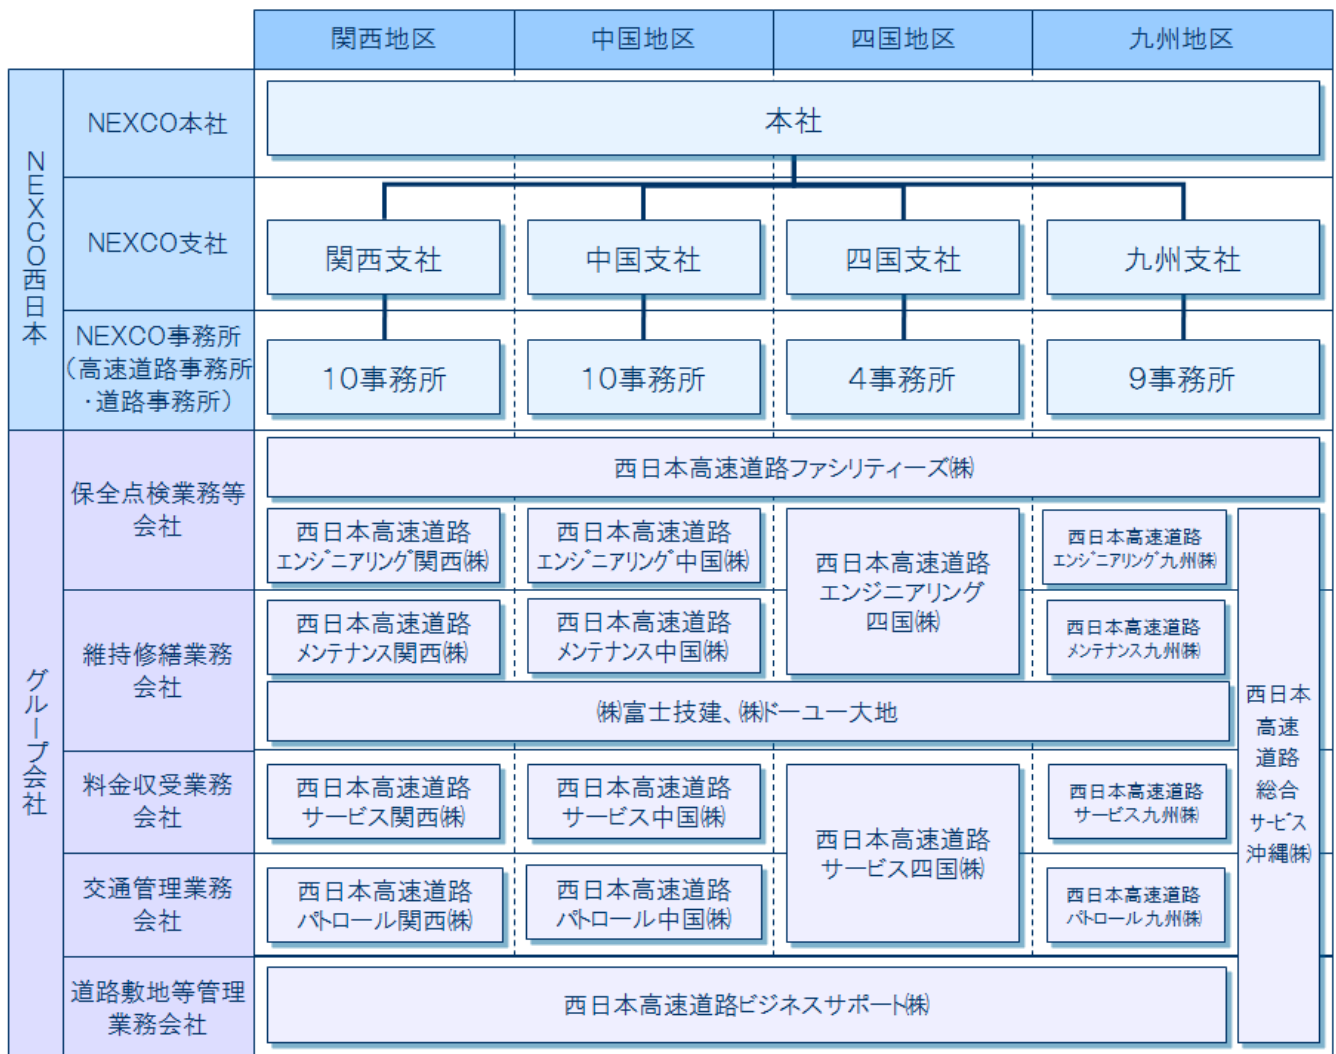 関西地区
中国地区
四国地区
九州地区
NEXCO西日本
NEXCO本社
本社
NEXCO支社
関西支社
中国支社
四国支社
九州支社
NEXCO事務所
（高速道路事務所
・道路事務所）
10事務所
10事務所
4事務所
9事務所
グループ会社
保全点検業務等
会社
西日本高速道路ファシリティーズ㈱
西日本高速道路
エンジニアリング関西㈱
西日本高速道路
エンジニアリング中国㈱
西日本高速道路
エンジニアリング
四国㈱
西日本高速道路
エンジニアリング九州㈱
西日本
高速
道路
総合
サービス
沖縄㈱
維持修繕業務
会社
西日本高速道路
メンテナンス関西㈱
西日本高速道路
メンテナンス中国㈱
西日本高速道路
メンテナンス九州㈱
㈱富士技建、㈱ドーユー大地
料金収受業務
会社
西日本高速道路
サービス関西㈱
西日本高速道路
サービス中国㈱
西日本高速道路
サービス四国㈱
西日本高速道路
サービス九州㈱
交通管理業務
会社
西日本高速道路
パトロール関西㈱
西日本高速道路
パトロール中国㈱
西日本高速道路
パトロール九州㈱
道路敷地等管理
業務会社
西日本高速道路ビジネスサポート㈱